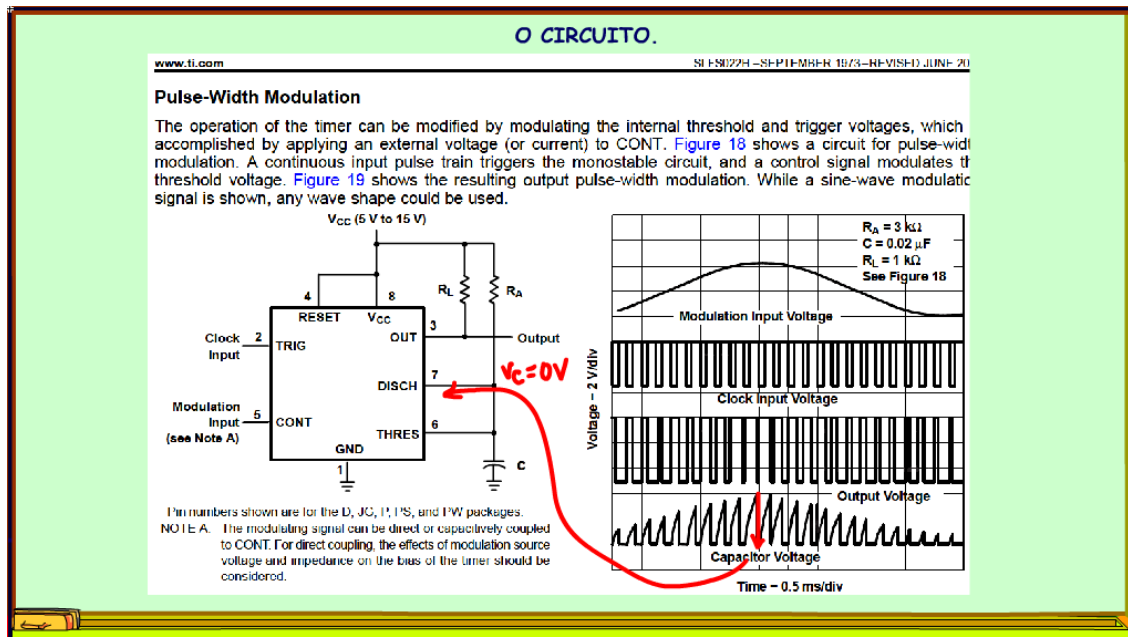 O CIRCUITO.
www.ti.com
SLFS022H –SEPTEMBER 1973–REVISED JUNE 20
Pulse-Width Modulation
The operation of the timer can be modified by modulating the internal threshold and trigger voltages, which
accomplished by applying an external voltage (or current) to CONT. Figure 18 shows a circuit for pulse-widt
modulation. A continuous input pulse train triggers the monostable circuit, and a control signal modulates th
threshold voltage. Figure 19 shows the resulting output pulse-width modulation. While a sine-wave modulatio
signal is shown, any wave shape could be used.
VCC (5 V to 15 V)
RL
RA
4
8
RESET
VCC
3
OUT
Output
Clock
Input
2
TRIG
7
DISCH
vc=0V
Modulation
Input
(see Note A)
5
CONT
6
THRES
GND
1
C
Pin numbers shown are for the D, JG, P, PS, and PW packages.
NOTE A: The modulating signal can be direct or capacitively coupled
to CONT. For direct coupling, the effects of modulation source
voltage and impedance on the bias of the timer should be
considered.
RA = 3 kΩ
C = 0.02 µF
RL = 1 kΩ
See Figure 18
Modulation Input Voltage
Voltage – 2 V/div
Clock Input Voltage
Output Voltage
Capacitor Voltage
Time – 0.5 ms/div